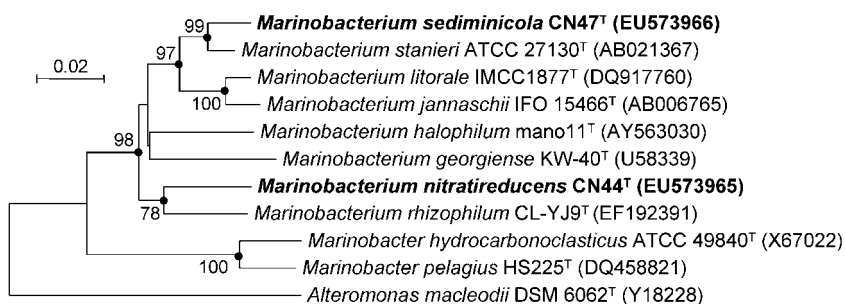 Marinobacterium sediminicola CN47ᵀ (EU573966)
99
Marinobacterium stanieri ATCC 27130ᵀ (AB021367)
97
0.02
Marinobacterium litorale IMCC1877ᵀ (DQ917760)
100
Marinobacterium jannaschii IFO 15466ᵀ (AB006765)
Marinobacterium halophilum mano11ᵀ (AY563030)
98
Marinobacterium georgiense KW-40ᵀ (U58339)
Marinobacterium nitratireducens CN44ᵀ (EU573965)
78
Marinobacterium rhizophilum CL-YJ9ᵀ (EF192391)
Marinobacter hydrocarbonoclasticus ATCC 49840ᵀ (X67022)
100
Marinobacter pelagius HS225ᵀ (DQ458821)
Alteromonas macleodii DSM 6062ᵀ (Y18228)